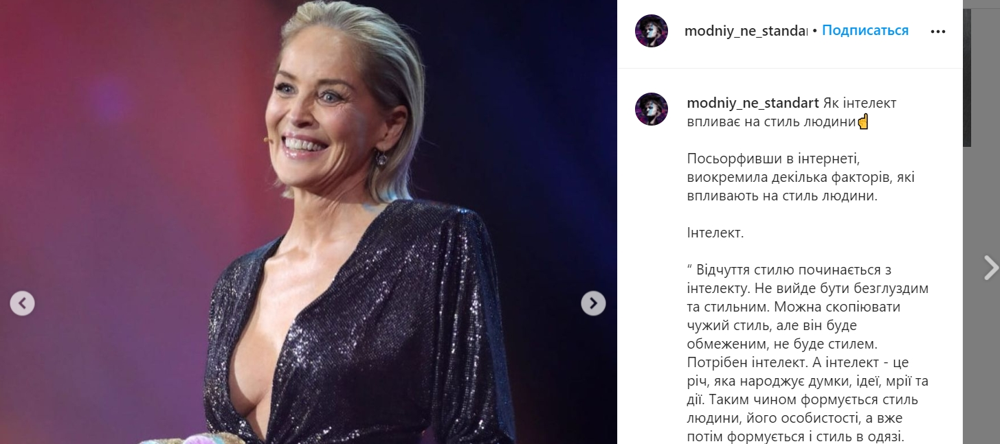 modniy_ne_standa • Подписаться
modniy_ne_standart Як інтелект
впливає на стиль людини☝
Посьорфивши в інтернеті,
виокремила декілька факторів, які
впливають на стиль людини.
Інтелект.
“ Відчуття стилю починається з
інтелекту. Не вийде бути безглуздим
та стильним. Можна скопіювати
чужий стиль, але він буде
обмеженим, не буде стилем.
Потрібен інтелект. А інтелект - це
річ, яка народжує думки, ідеї, мрії та
дії. Таким чином формується стиль
людини, його особистості, а вже
потім формується і стиль в одязі.